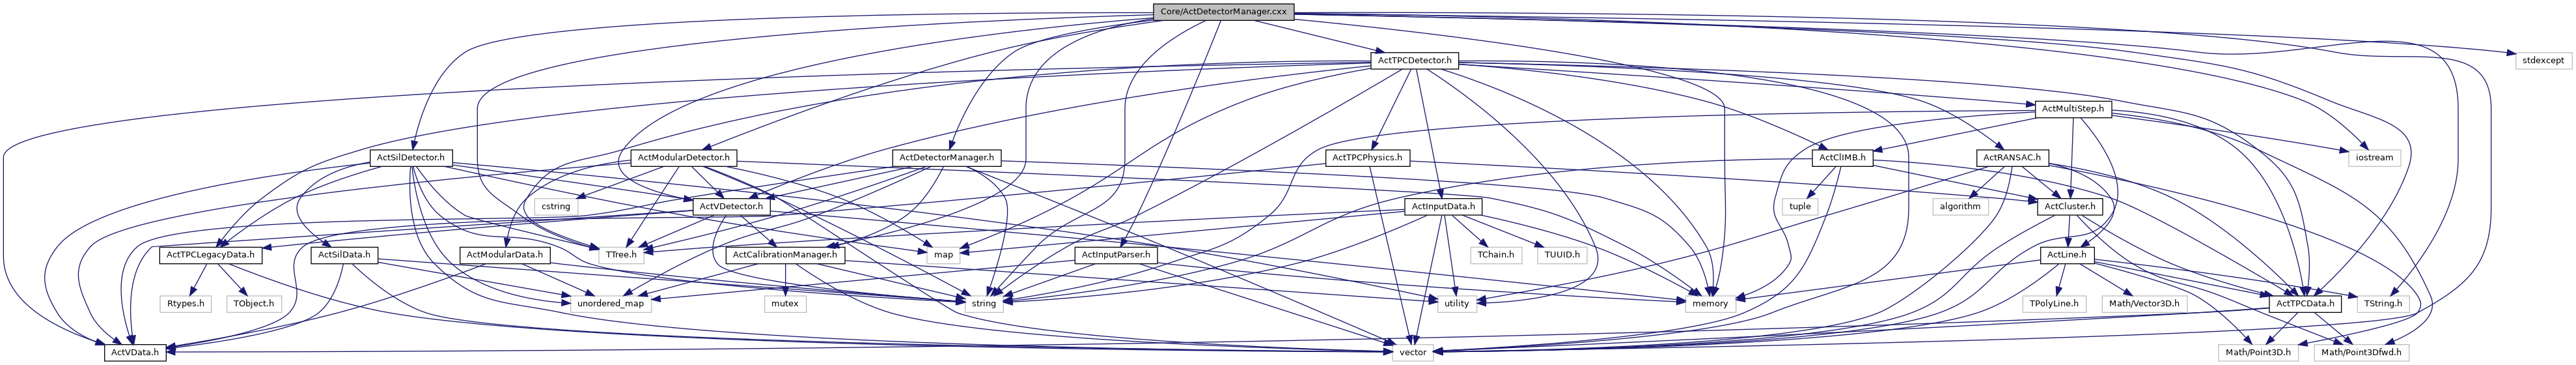 Core/ActDetectorManager.cxx
ActTPCDetector.h
stdexcept
ActMultiStep.h
ActSilDetector.h
ActModularDetector.h
ActDetectorManager.h
ActTPCPhysics.h
ActClIMB.h
ActRANSAC.h
iostream
cstring
ActVDetector.h
ActInputData.h
tuple
algorithm
ActCluster.h
ActTPCLegacyData.h
ActSilData.h
ActModularData.h
TTree.h
ActCalibrationManager.h
map
ActInputParser.h
TChain.h
TUUID.h
ActLine.h
Rtypes.h
TObject.h
unordered_map
mutex
string
utility
memory
TPolyLine.h
Math/Vector3D.h
ActTPCData.h
TString.h
ActVData.h
vector
Math/Point3D.h
Math/Point3Dfwd.h